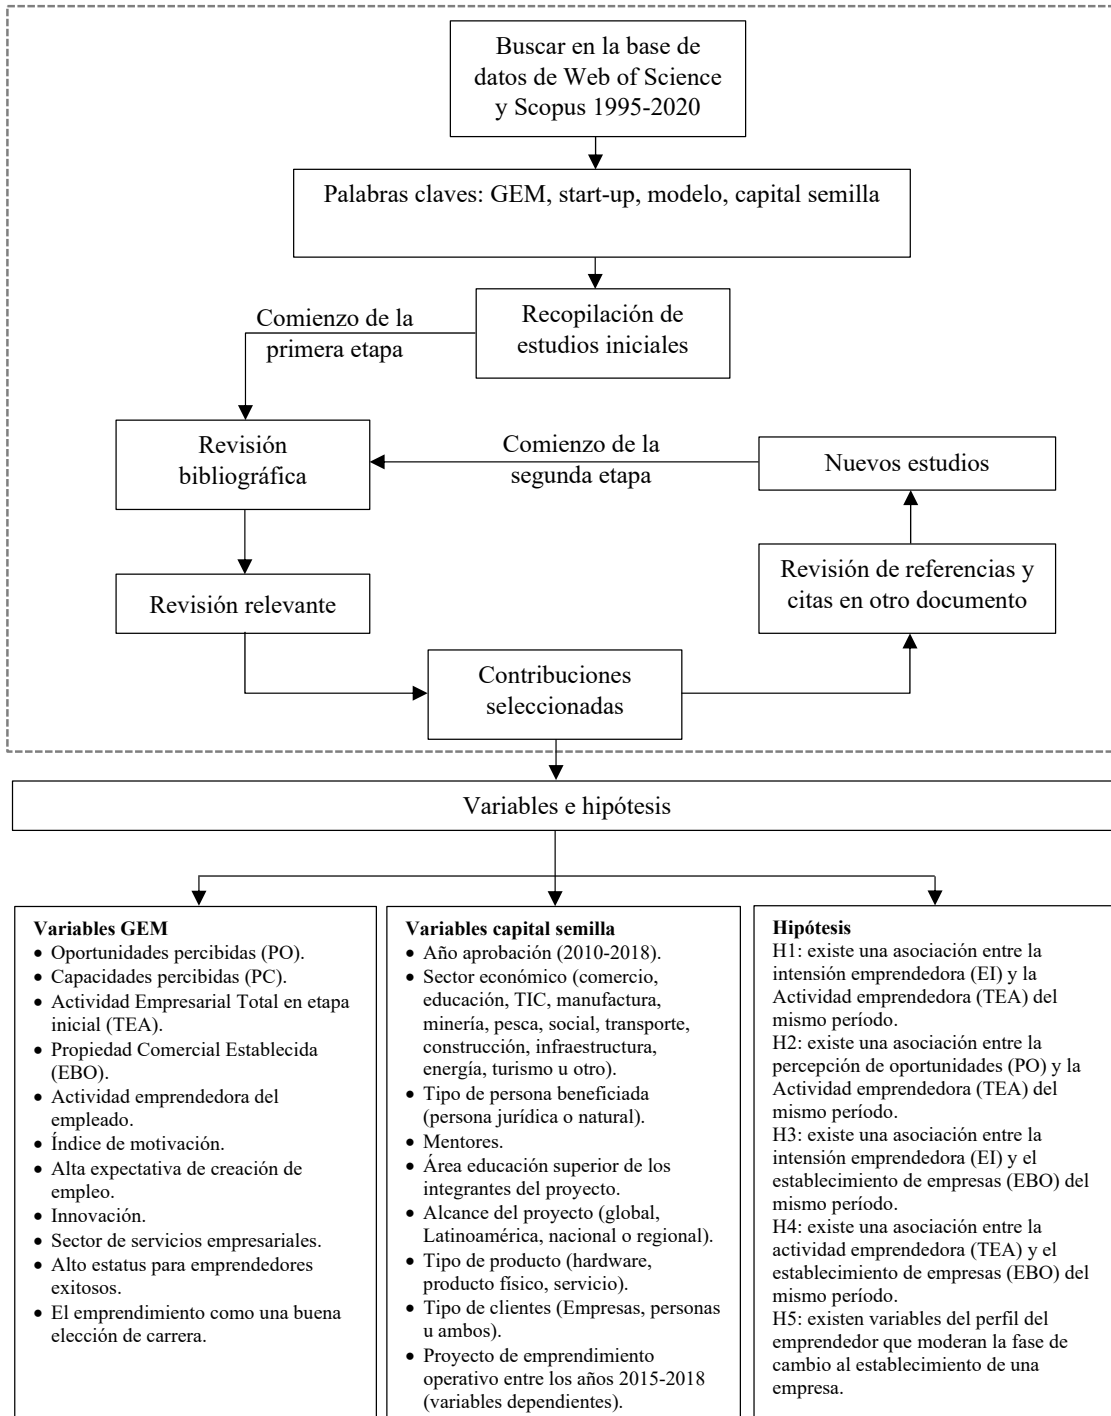 Buscar en la base de
datos de Web of Science
y Scopus 1995-2020
Palabras claves: GEM, start-up, modelo, capital semilla
Recopilación de
estudios iniciales
Comienzo de la
primera etapa
Revisión
bibliográfica
Comienzo de la
segunda etapa
Nuevos estudios
Revisión relevante
Revisión de referencias y
citas en otro documento
Contribuciones
seleccionadas
Variables e hipótesis
Variables GEM
• Oportunidades percibidas (PO).
• Capacidades percibidas (PC).
• Actividad Empresarial Total en etapa
inicial (TEA).
• Propiedad Comercial Establecida
(EBO).
• Actividad emprendedora del
empleado.
• Índice de motivación.
• Alta expectativa de creación de
empleo.
• Innovación.
• Sector de servicios empresariales.
• Alto estatus para emprendedores
exitosos.
• El emprendimiento como una buena
elección de carrera.
Variables capital semilla
• Año aprobación (2010-2018).
• Sector económico (comercio,
educación, TIC, manufactura,
minería, pesca, social, transporte,
construcción, infraestructura,
energía, turismo u otro).
• Tipo de persona beneficiada
(persona jurídica o natural).
• Mentores.
• Área educación superior de los
integrantes del proyecto.
• Alcance del proyecto (global,
Latinoamérica, nacional o regional).
• Tipo de producto (hardware,
producto físico, servicio).
• Tipo de clientes (Empresas, personas
u ambos).
• Proyecto de emprendimiento
operativo entre los años 2015-2018
(variables dependientes).
Hipótesis
H1: existe una asociación entre la
intensión emprendedora (EI) y la
Actividad emprendedora (TEA) del
mismo período.
H2: existe una asociación entre la
percepción de oportunidades (PO) y la
Actividad emprendedora (TEA) del
mismo período.
H3: existe una asociación entre la
intensión emprendedora (EI) y el
establecimiento de empresas (EBO) del
mismo período.
H4: existe una asociación entre la
actividad emprendedora (TEA) y el
establecimiento de empresas (EBO) del
mismo período.
H5: existen variables del perfil del
emprendedor que moderan la fase de
cambio al establecimiento de una
empresa.